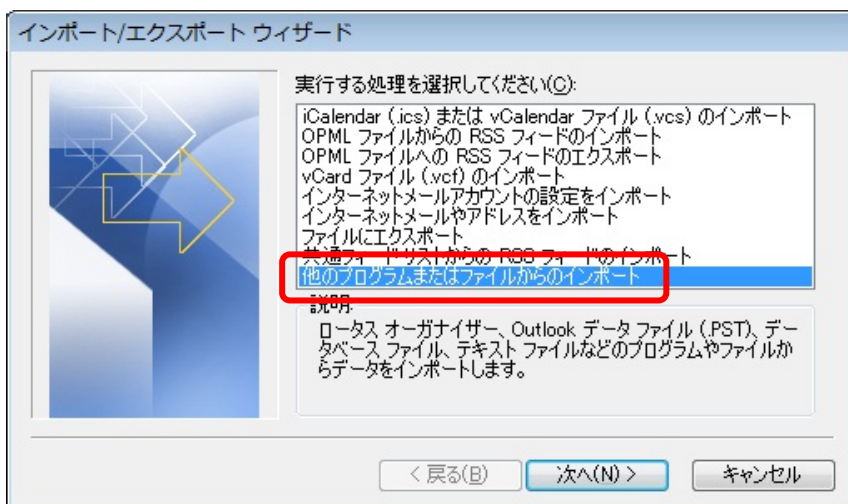 インポート/エクスポート ウィザード
実行する処理を選択してください(C):
iCalendar (.ics) または vCalendar ファイル (.vcs) のインポート
OPML ファイルからの RSS フィードのインポート
OPML ファイルへの RSS フィードのエクスポート
vCard ファイル (.vcf) のインポート
インターネットメールアカウントの設定をインポート
インターネットメールやアドレスをインポート
ファイルにエクスポート
共通フィード リストからの RSS フィードのインポート
他のプログラムまたはファイルからのインポート
説明:
ロータス オーガナイザー、Outlook データ ファイル (.PST)、デー
タベース ファイル、テキスト ファイルなどのプログラムやファイルか
らデータをインポートします。
< 戻る(B)
次へ(N) >
キャンセル